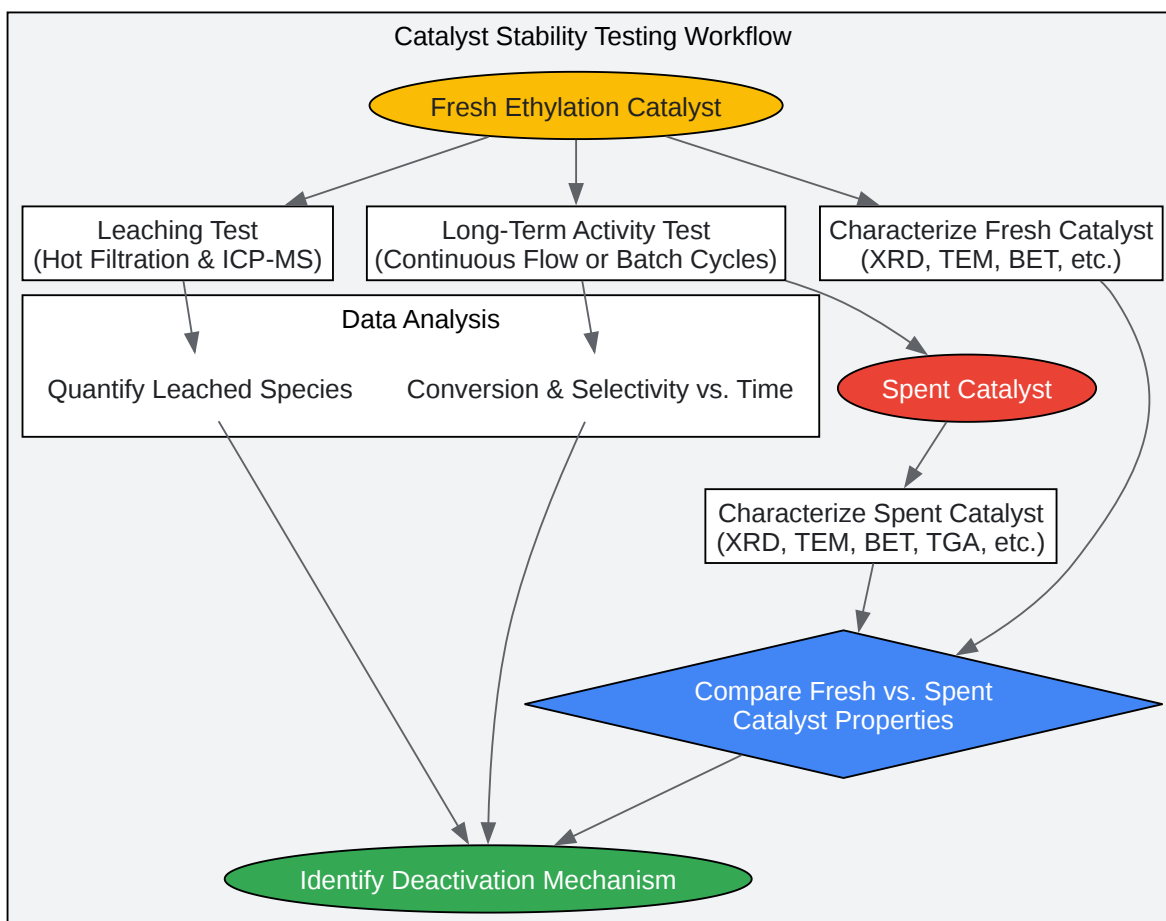 Catalyst Stability Testing Workflow
Fresh Ethylation Catalyst
Leaching Test
(Hot Filtration & ICP-MS)
Long-Term Activity Test
(Continuous Flow or Batch Cycles)
Characterize Fresh Catalyst
(XRD, TEM, BET, etc.)
Data Analysis
Quantify Leached Species
Conversion & Selectivity vs. Time
Spent Catalyst
Characterize Spent Catalyst
(XRD, TEM, BET, TGA, etc.)
Compare Fresh vs. Spent
Catalyst Properties
Identify Deactivation Mechanism